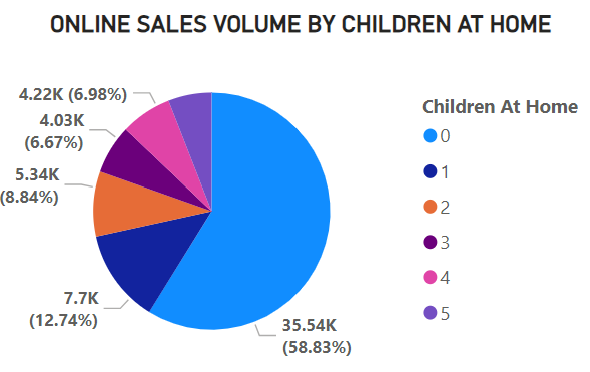 ONLINE SALES VOLUME BY CHILDREN AT HOME
4.22K (6.98%)
4.03K
(6.67%)
5.34K
(8.84%)
7.7K
(12.74%)
35.54K
(58.83%)
Children At Home
0
1
2
3
4
5